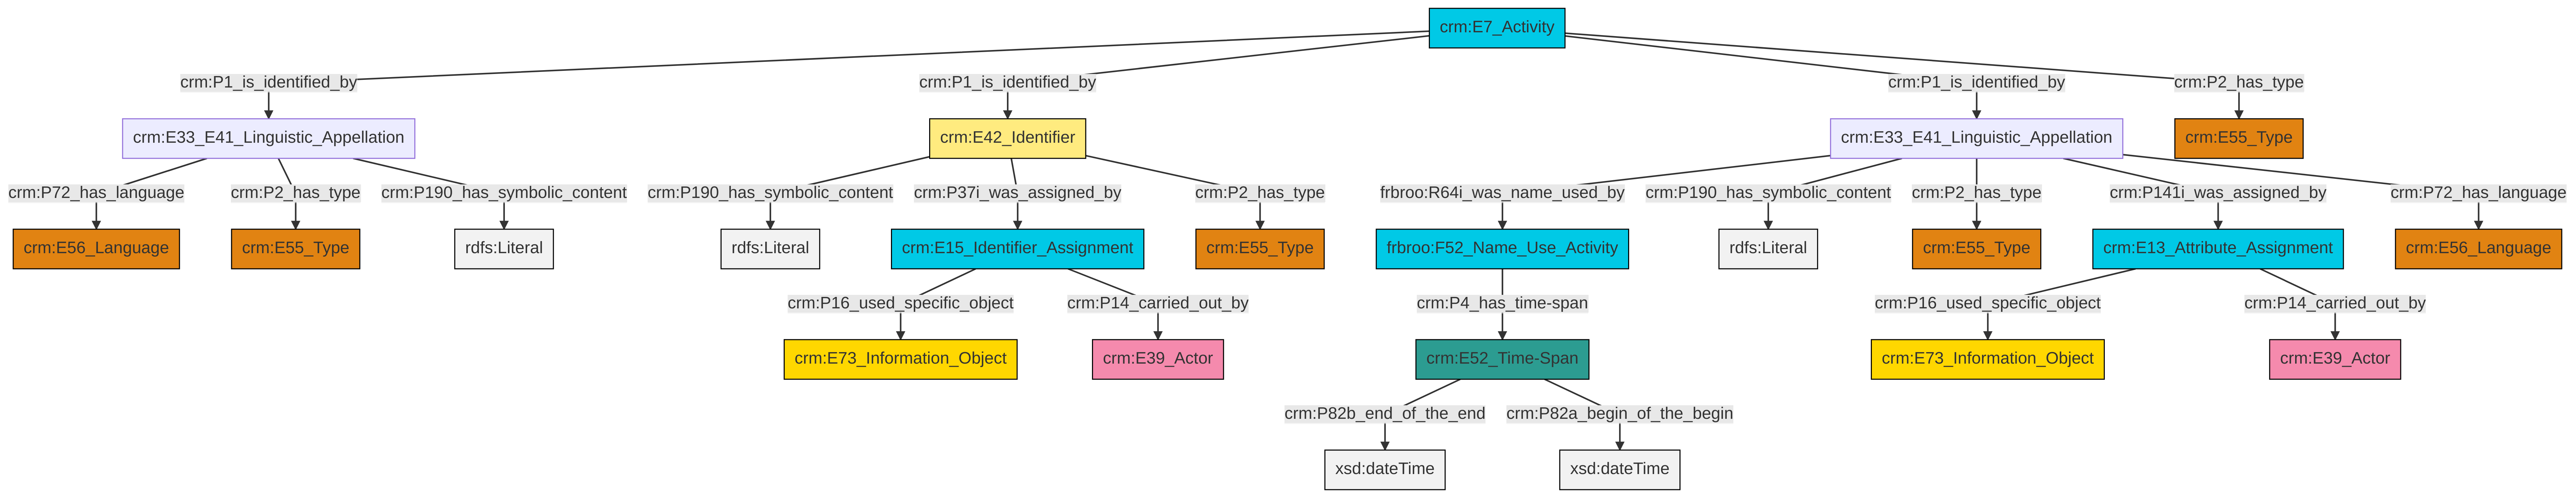 crm:E7_Activity
crm:P1_is_identified_by
crm:P1_is_identified_by
crm:P1_is_identified_by
crm:P2_has_type
crm:E33_E41_Linguistic_Appellation
crm:E42_Identifier
crm:E33_E41_Linguistic_Appellation
crm:E55_Type
crm:P72_has_language
crm:P2_has_type
crm:P190_has_symbolic_content
crm:P190_has_symbolic_content
crm:P37i_was_assigned_by
crm:P2_has_type
frbroo:R64i_was_name_used_by
crm:P190_has_symbolic_content
crm:P2_has_type
crm:P141i_was_assigned_by
crm:P72_has_language
crm:E56_Language
crm:E55_Type
rdfs:Literal
rdfs:Literal
crm:E15_Identifier_Assignment
crm:E55_Type
frbroo:F52_Name_Use_Activity
rdfs:Literal
crm:E55_Type
crm:E13_Attribute_Assignment
crm:E56_Language
crm:P16_used_specific_object
crm:P14_carried_out_by
crm:P4_has_time-span
crm:P16_used_specific_object
crm:P14_carried_out_by
crm:E73_Information_Object
crm:E39_Actor
crm:E52_Time-Span
crm:E73_Information_Object
crm:E39_Actor
crm:P82b_end_of_the_end
crm:P82a_begin_of_the_begin
xsd:dateTime
xsd:dateTime